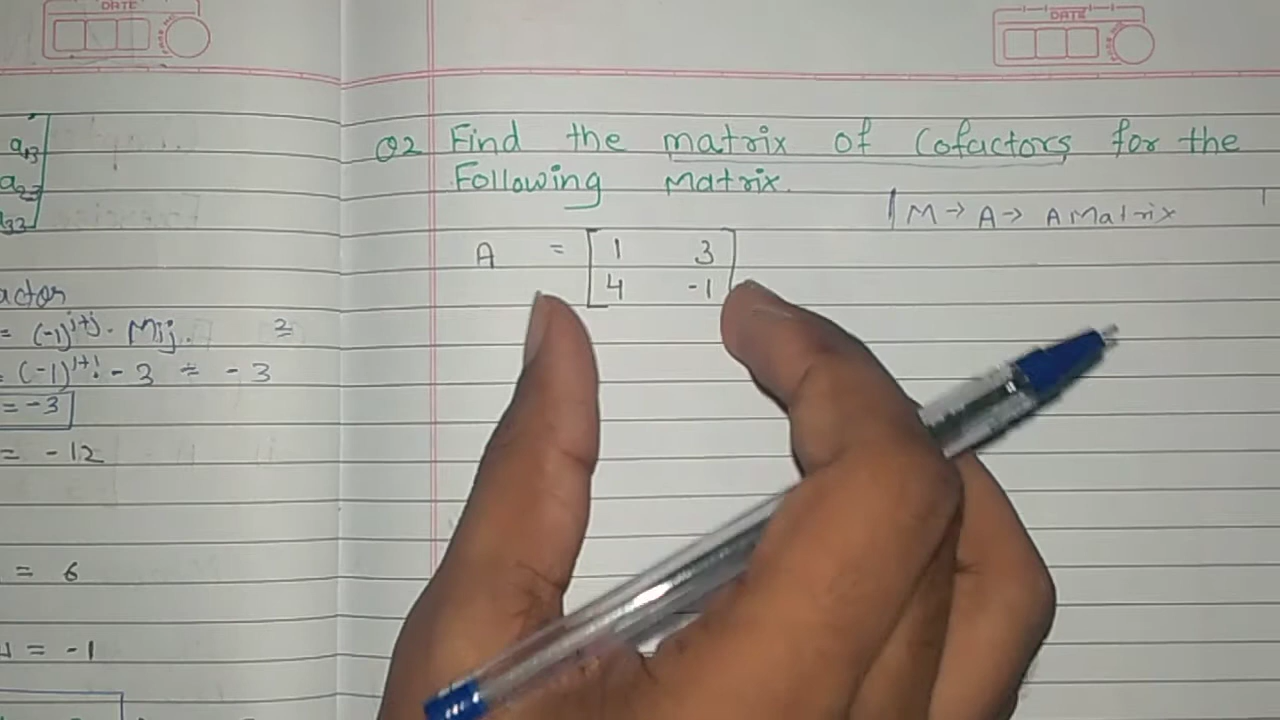 DATE
DATE
a13
a23
a32
Q2 Find the matrix of Cofactors for the
Following Matrix.
M → A → A Matrix
A = [ 1 3
4 -1 ]
actor
= (-1)^i+j . Mij.
= (-1)^1+1 - 3 = -3
= -3
= -12
= 6
= -1